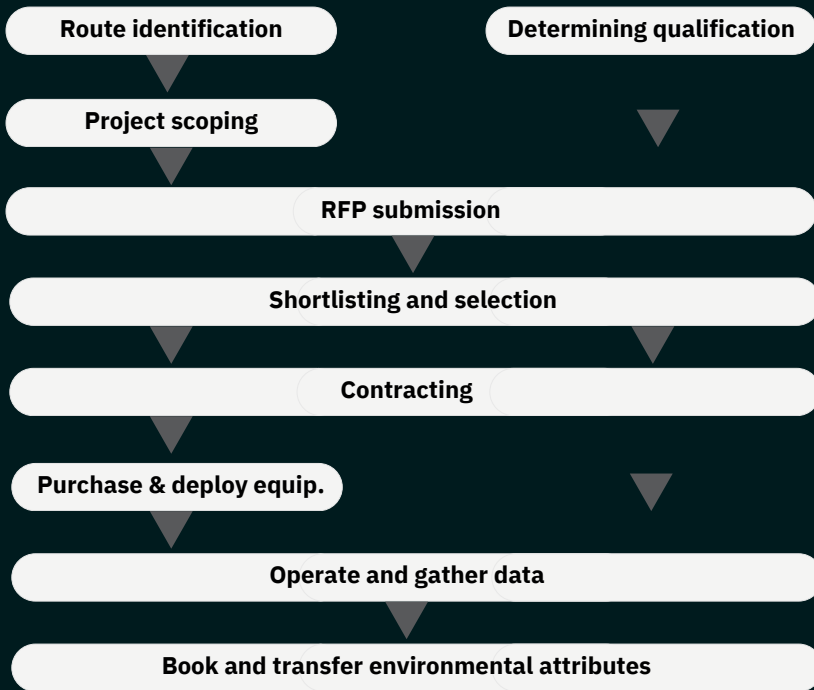 Route identification
Determining qualification
Project scoping
RFP submission
Shortlisting and selection
Contracting
Purchase & deploy equip.
Operate and gather data
Book and transfer environmental attributes